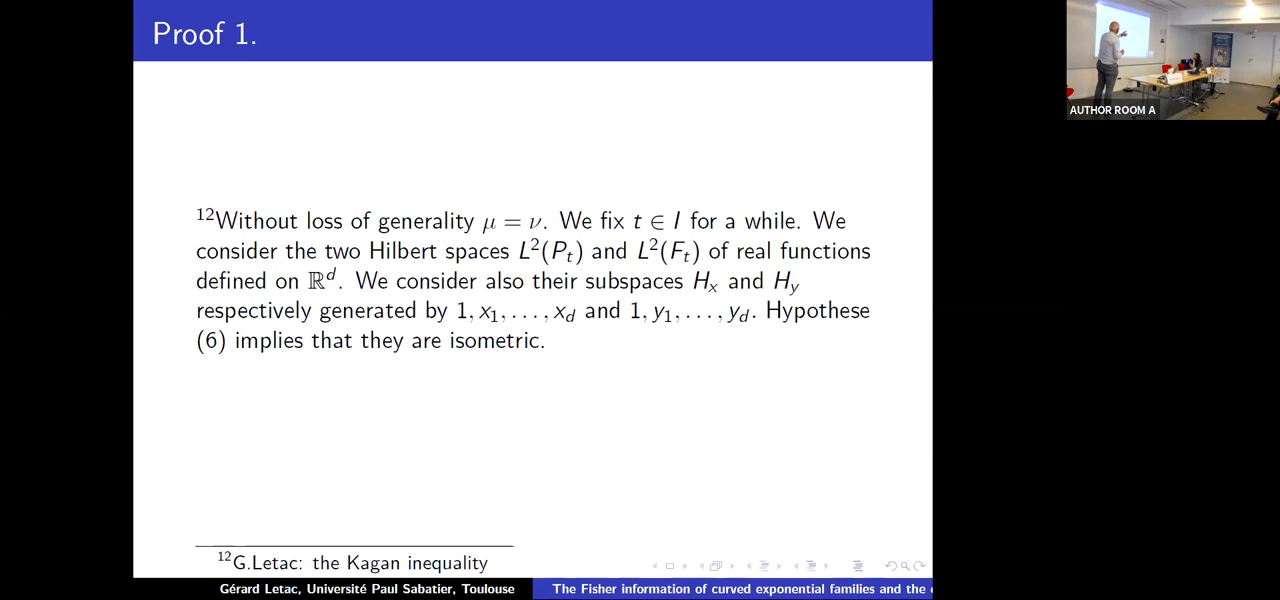 Proof 1.
AUTHOR ROOM A
¹²Without loss of generality μ = ν. We fix t ∈ I for a while. We
consider the two Hilbert spaces L²(Pₜ) and L²(Fₜ) of real functions
defined on ℝᵈ. We consider also their subspaces Hₓ and H_y
respectively generated by 1, x₁, . . . , x_d and 1, y₁, . . . , y_d. Hypothese
(6) implies that they are isometric.
¹²G.Letac: the Kagan inequality
Gérard Letac, Université Paul Sabatier, Toulouse
The Fisher information of curved exponential families and the